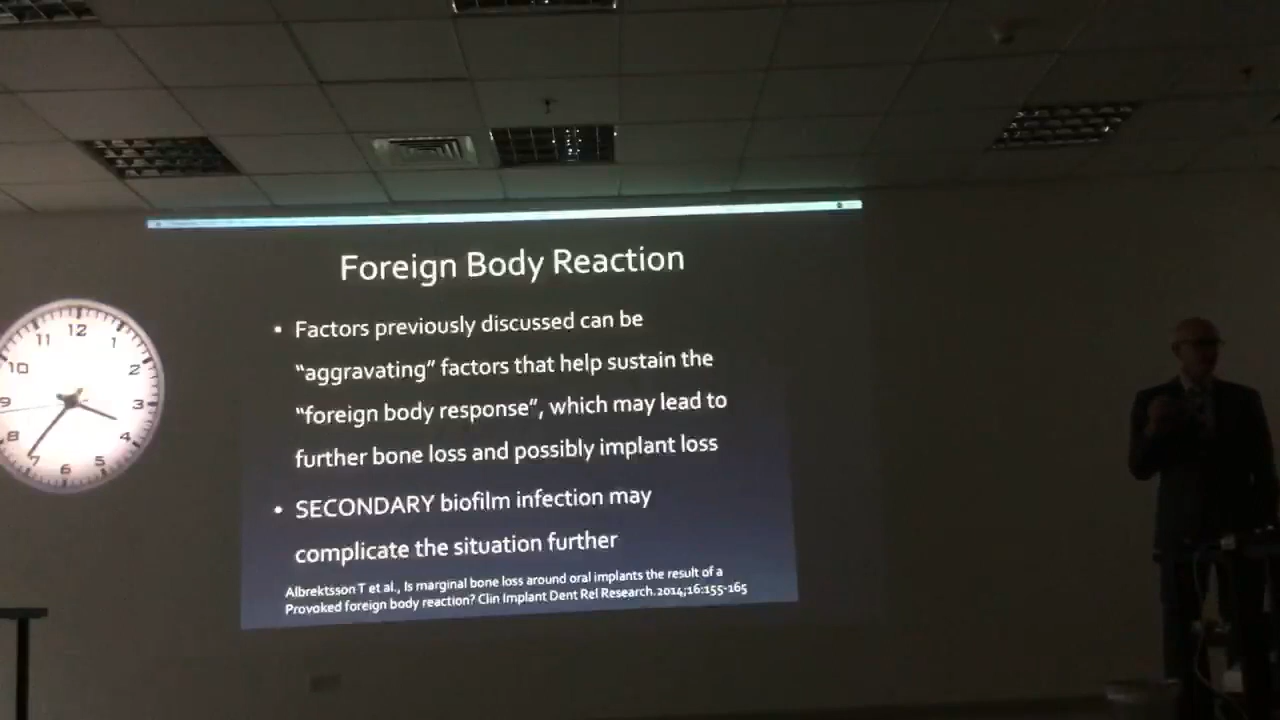 Foreign Body Reaction
• Factors previously discussed can be
"aggravating" factors that help sustain the
"foreign body response", which may lead to
further bone loss and possibly implant loss
• SECONDARY biofilm infection may
complicate the situation further
Albrektsson T et al., Is marginal bone loss around oral implants the result of a
Provoked foreign body reaction? Clin Implant Dent Rel Research.2014;16:155-165
12
1
2
3
4
5
6
7
8
9
10
11